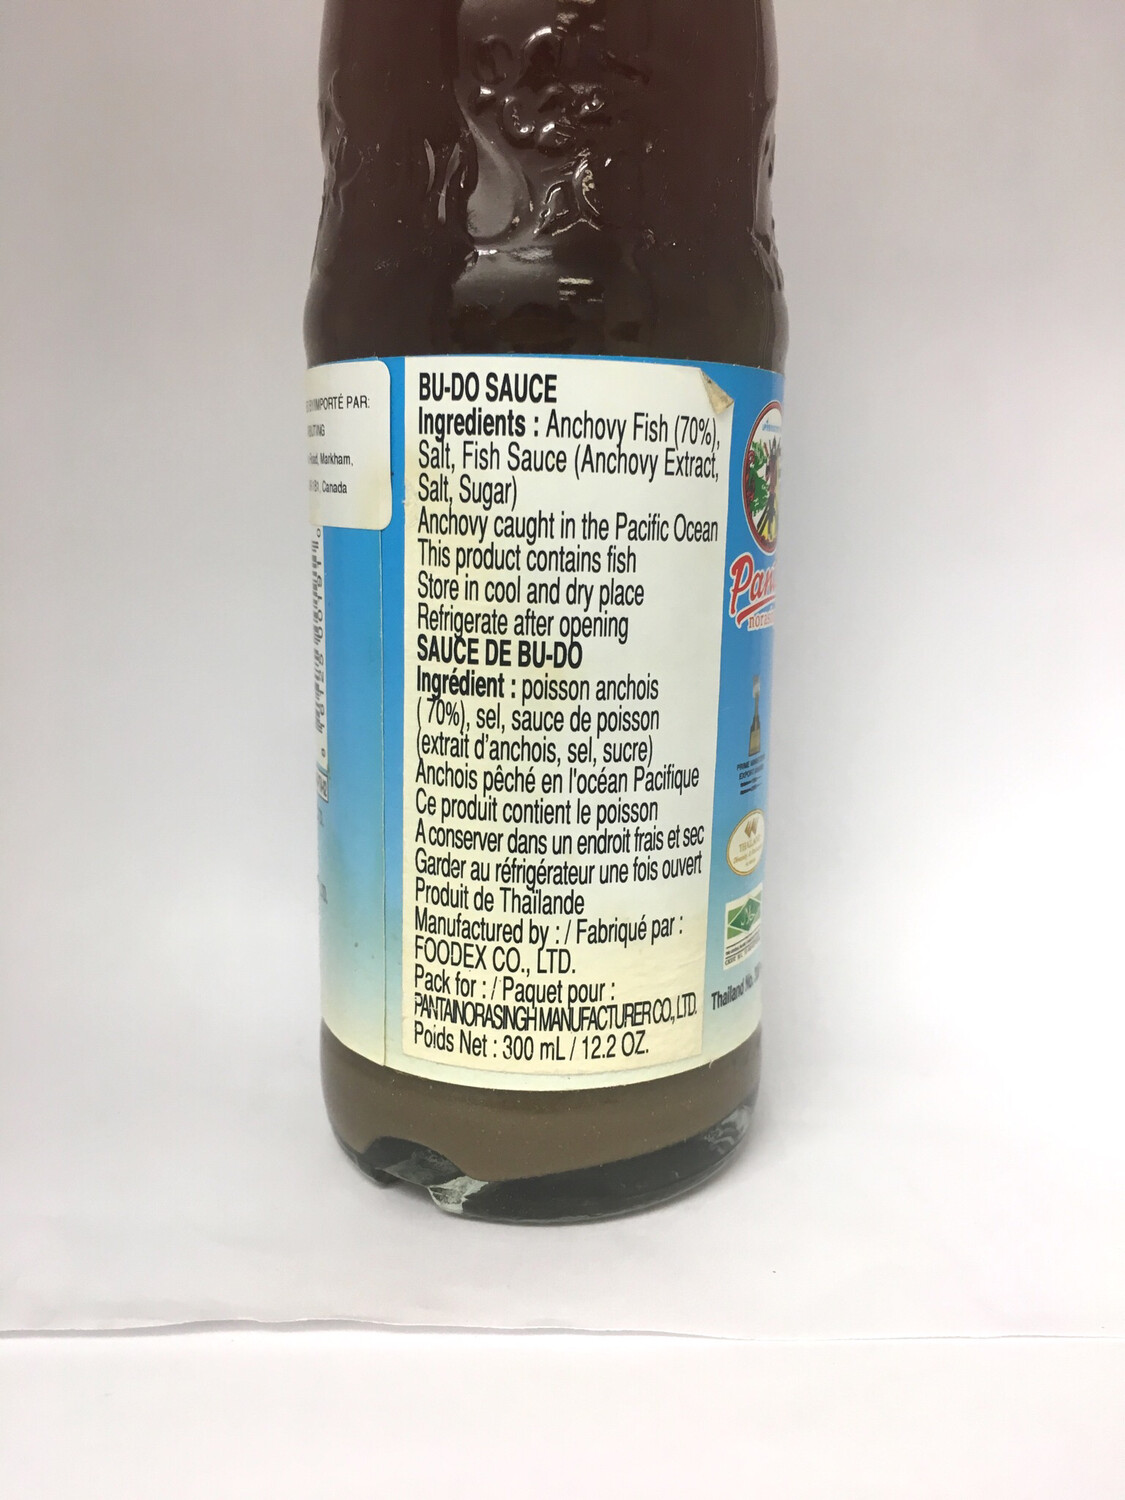 IMPORTÉ PAR:
Markham,
Canada
BU-DO SAUCE
Ingredients : Anchovy Fish (70%),
Salt, Fish Sauce (Anchovy Extract,
Salt, Sugar)
Anchovy caught in the Pacific Ocean
This product contains fish
Store in cool and dry place
Refrigerate after opening
SAUCE DE BU-DO
Ingrédient : poisson anchois
( 70%), sel, sauce de poisson
(extrait d'anchois, sel, sucre)
Anchois pêché en l'océan Pacifique
Ce produit contient le poisson
A conserver dans un endroit frais et sec
Garder au réfrigérateur une fois ouvert
Produit de Thaïlande
Manufactured by : / Fabriqué par :
FOODEX CO., LTD.
Pack for : / Paquet pour :
PANTAINORASINGH MANUFACTURER CO., LTD.
Poids Net : 300 mL / 12.2 OZ.
Thailand No.